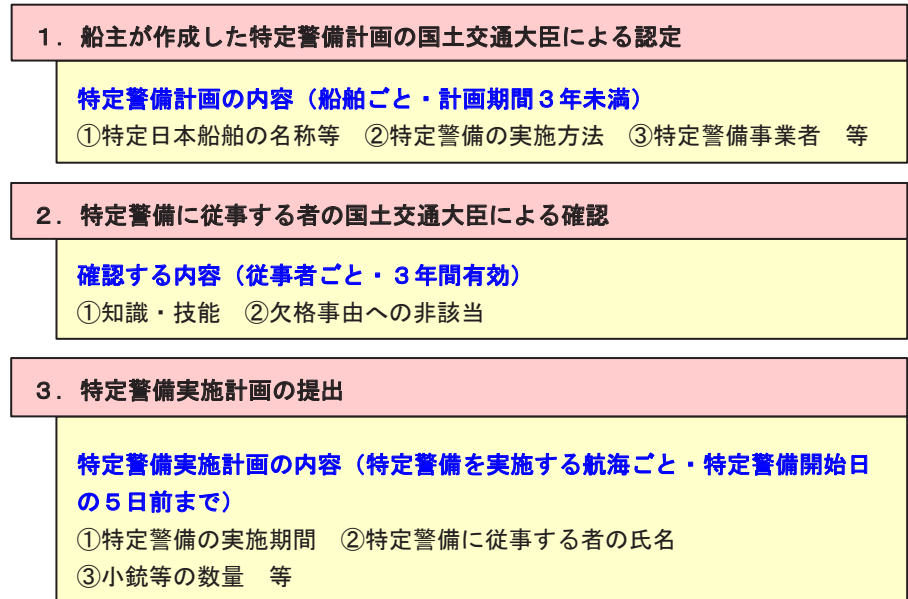 １．船主が作成した特定警備計画の国土交通大臣による認定
特定警備計画の内容（船舶ごと・計画期間３年未満）
①特定日本船舶の名称等　②特定警備の実施方法　③特定警備事業者　等
２．特定警備に従事する者の国土交通大臣による確認
確認する内容（従事者ごと・３年間有効）
①知識・技能　②欠格事由への非該当
３．特定警備実施計画の提出
特定警備実施計画の内容（特定警備を実施する航海ごと・特定警備開始日
の５日前まで）
①特定警備の実施期間　②特定警備に従事する者の氏名
③小銃等の数量　等